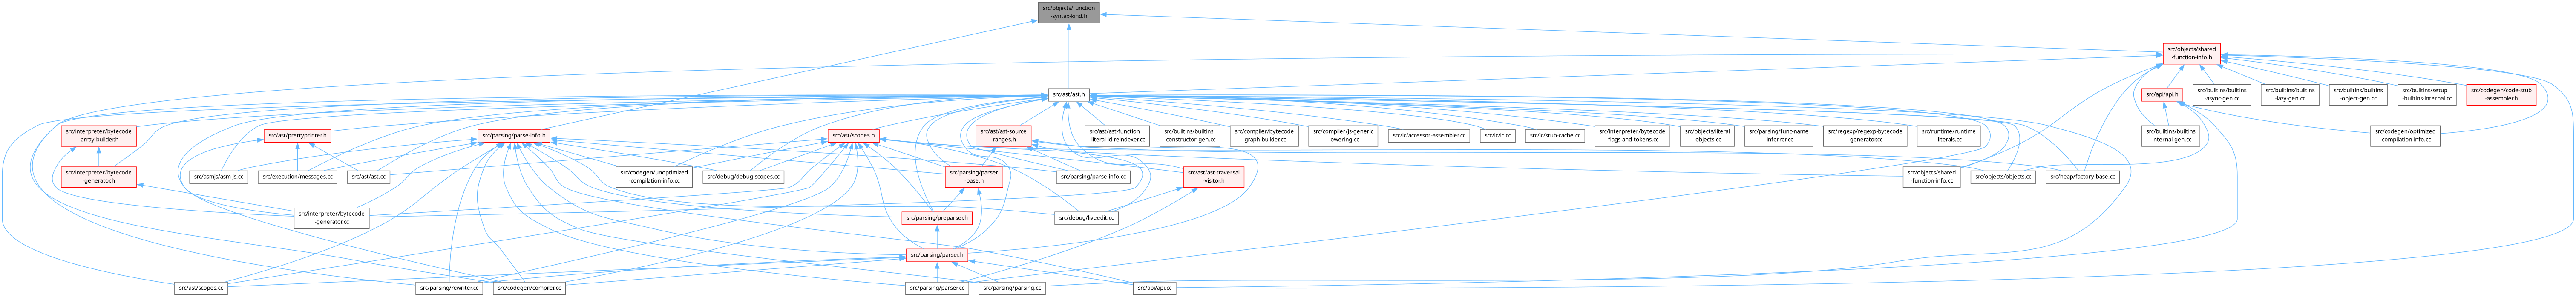 src/objects/function
-syntax-kind.h
src/objects/shared
-function-info.h
src/ast/ast.h
src/api/api.h
src/builtins/builtins
-async-gen.cc
src/builtins/builtins
-lazy-gen.cc
src/builtins/builtins
-object-gen.cc
src/builtins/setup
-builtins-internal.cc
src/codegen/code-stub
-assembler.h
src/interpreter/bytecode
-array-builder.h
src/ast/prettyprinter.h
src/parsing/parse-info.h
src/ast/scopes.h
src/ast/ast-source
-ranges.h
src/ast/ast-function
-literal-id-reindexer.cc
src/builtins/builtins
-constructor-gen.cc
src/compiler/bytecode
-graph-builder.cc
src/compiler/js-generic
-lowering.cc
src/ic/accessor-assembler.cc
src/ic/ic.cc
src/ic/stub-cache.cc
src/interpreter/bytecode
-flags-and-tokens.cc
src/objects/literal
-objects.cc
src/parsing/func-name
-inferrer.cc
src/regexp/regexp-bytecode
-generator.cc
src/runtime/runtime
-literals.cc
src/builtins/builtins
-internal-gen.cc
src/codegen/optimized
-compilation-info.cc
src/interpreter/bytecode
-generator.h
src/asmjs/asm-js.cc
src/execution/messages.cc
src/ast/ast.cc
src/codegen/unoptimized
-compilation-info.cc
src/debug/debug-scopes.cc
src/parsing/parser
-base.h
src/parsing/parse-info.cc
src/ast/ast-traversal
-visitor.h
src/objects/shared
-function-info.cc
src/objects/objects.cc
src/heap/factory-base.cc
src/interpreter/bytecode
-generator.cc
src/parsing/preparser.h
src/debug/liveedit.cc
src/parsing/parser.h
src/ast/scopes.cc
src/parsing/rewriter.cc
src/codegen/compiler.cc
src/parsing/parser.cc
src/parsing/parsing.cc
src/api/api.cc